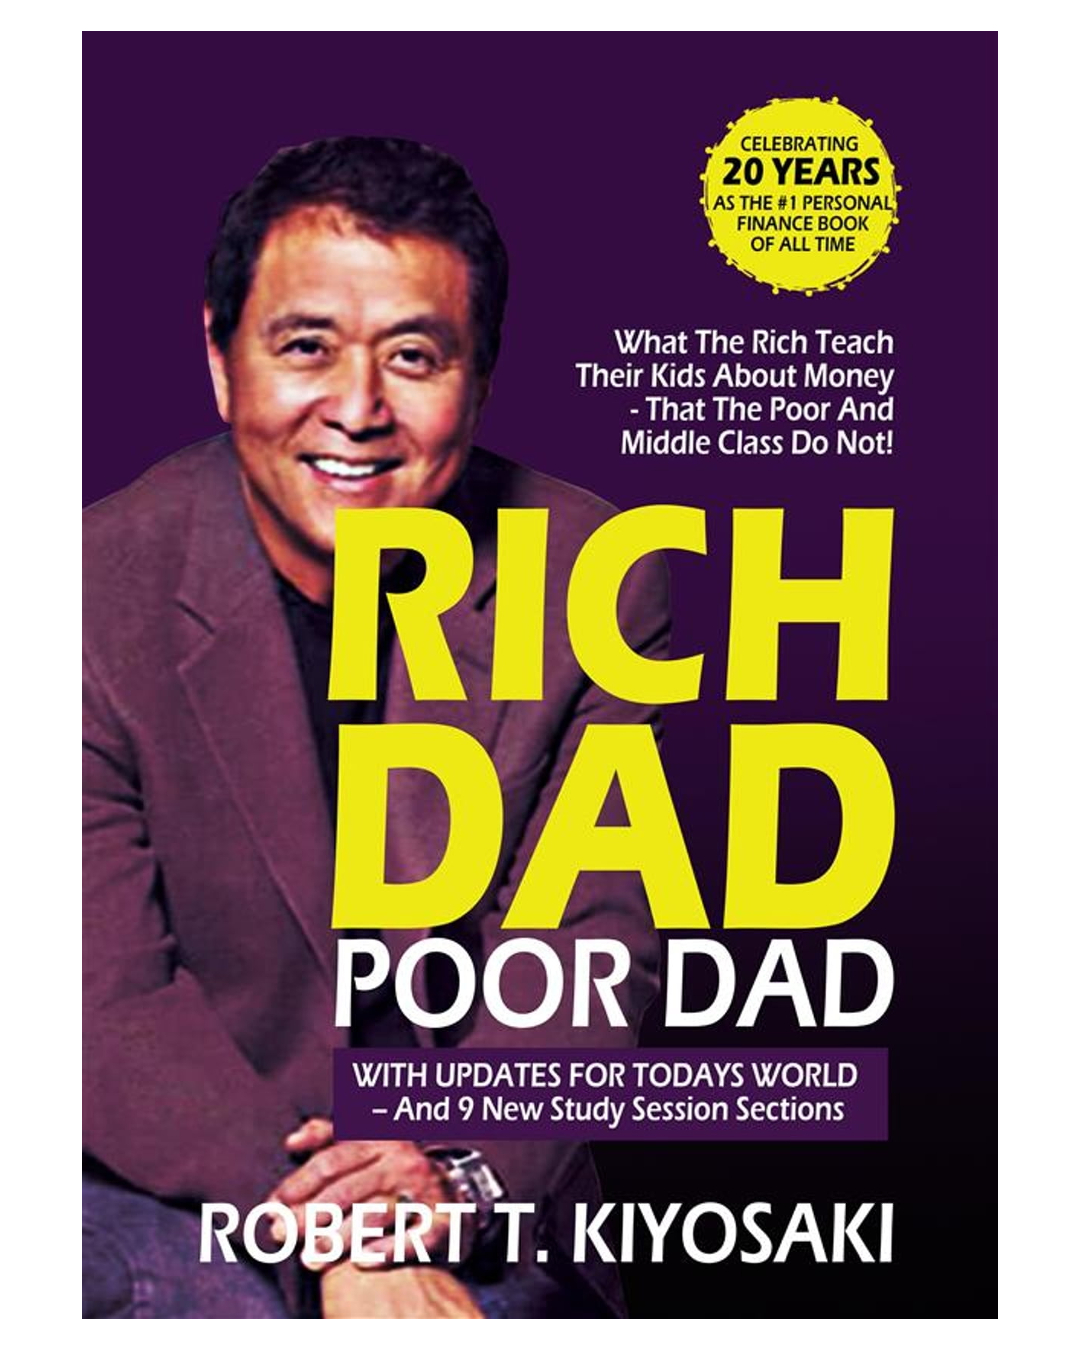 CELEBRATING
20 YEARS
AS THE #1 PERSONAL
FINANCE BOOK
OF ALL TIME
What The Rich Teach
Their Kids About Money
- That The Poor And
Middle Class Do Not!
RICH
DAD
POOR DAD
WITH UPDATES FOR TODAYS WORLD
– And 9 New Study Session Sections
ROBERT T. KIYOSAKI